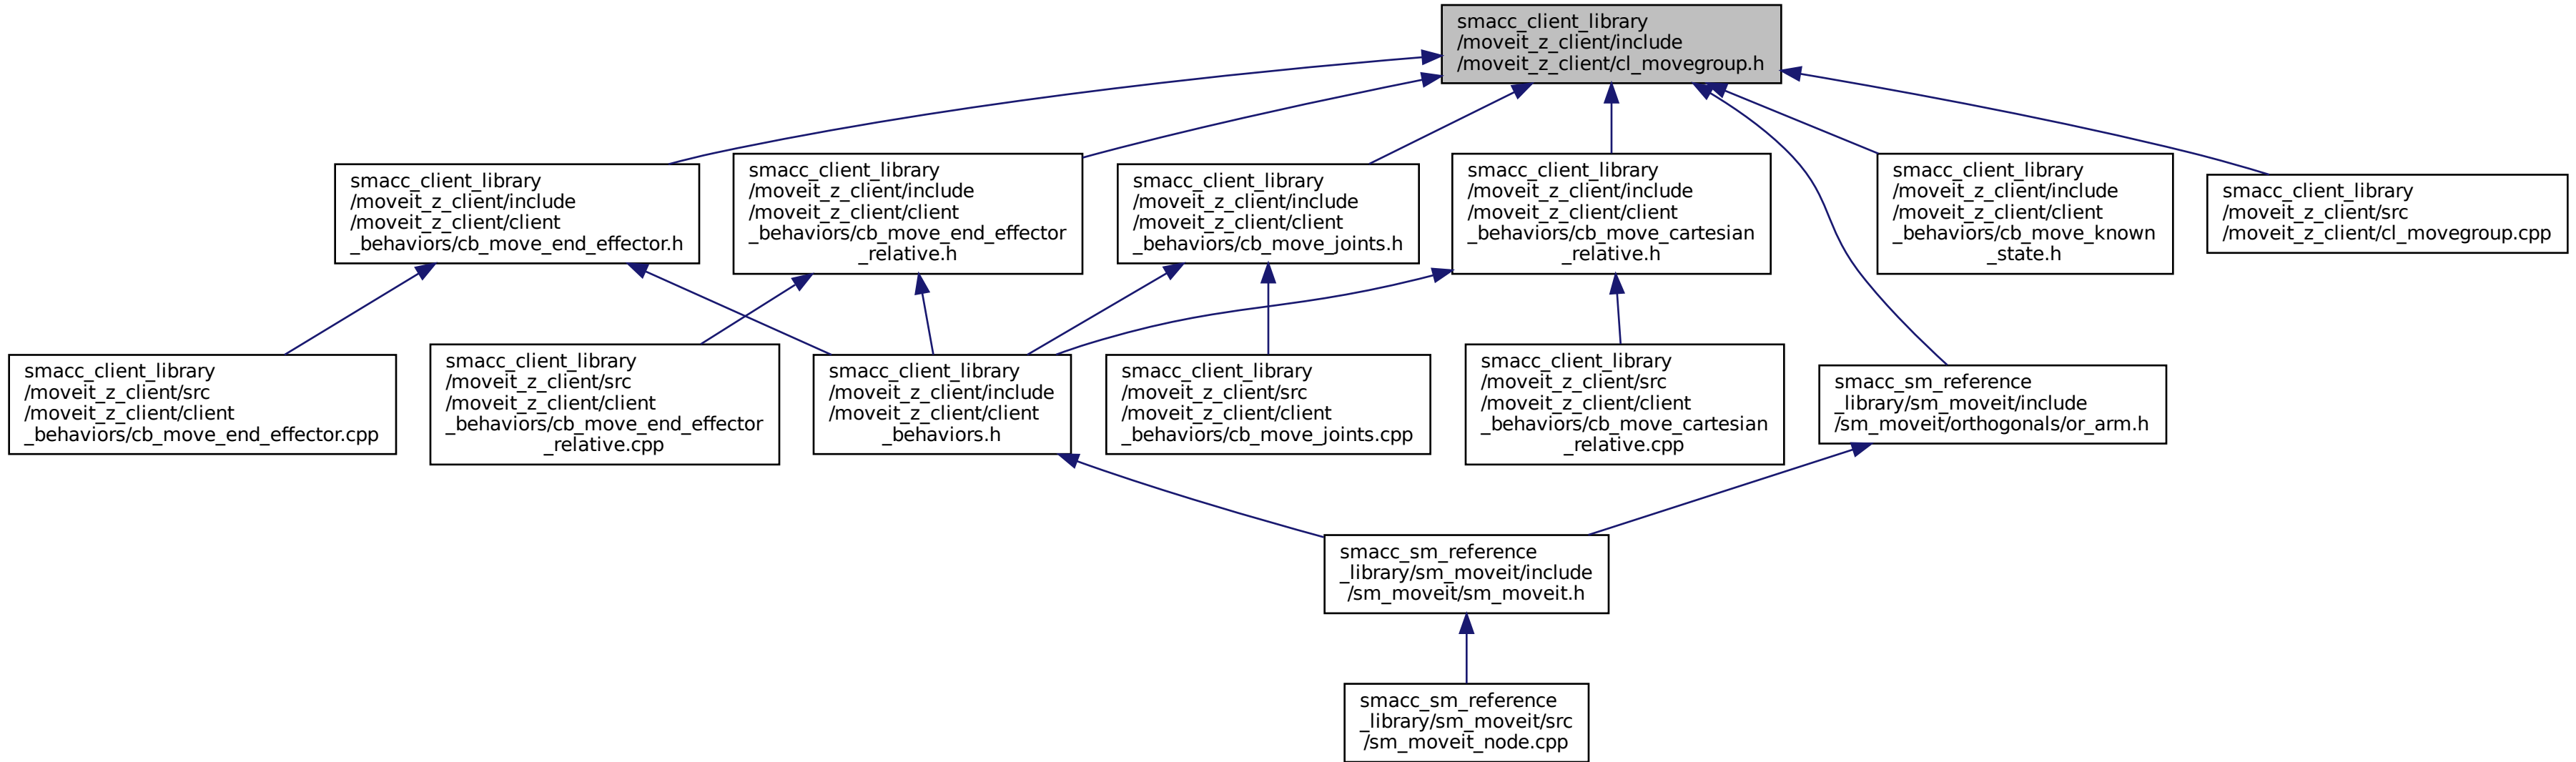 smacc_client_library
/moveit_z_client/include
/moveit_z_client/cl_movegroup.h
smacc_client_library
/moveit_z_client/include
/moveit_z_client/client
_behaviors/cb_move_end_effector.h
smacc_client_library
/moveit_z_client/include
/moveit_z_client/client
_behaviors/cb_move_end_effector
_relative.h
smacc_client_library
/moveit_z_client/include
/moveit_z_client/client
_behaviors/cb_move_joints.h
smacc_client_library
/moveit_z_client/include
/moveit_z_client/client
_behaviors/cb_move_cartesian
_relative.h
smacc_client_library
/moveit_z_client/include
/moveit_z_client/client
_behaviors/cb_move_known
_state.h
smacc_client_library
/moveit_z_client/src
/moveit_z_client/cl_movegroup.cpp
smacc_client_library
/moveit_z_client/src
/moveit_z_client/client
_behaviors/cb_move_end_effector.cpp
smacc_client_library
/moveit_z_client/src
/moveit_z_client/client
_behaviors/cb_move_end_effector
_relative.cpp
smacc_client_library
/moveit_z_client/include
/moveit_z_client/client
_behaviors.h
smacc_client_library
/moveit_z_client/src
/moveit_z_client/client
_behaviors/cb_move_joints.cpp
smacc_client_library
/moveit_z_client/src
/moveit_z_client/client
_behaviors/cb_move_cartesian
_relative.cpp
smacc_sm_reference
_library/sm_moveit/include
/sm_moveit/orthogonals/or_arm.h
smacc_sm_reference
_library/sm_moveit/include
/sm_moveit/sm_moveit.h
smacc_sm_reference
_library/sm_moveit/src
/sm_moveit_node.cpp